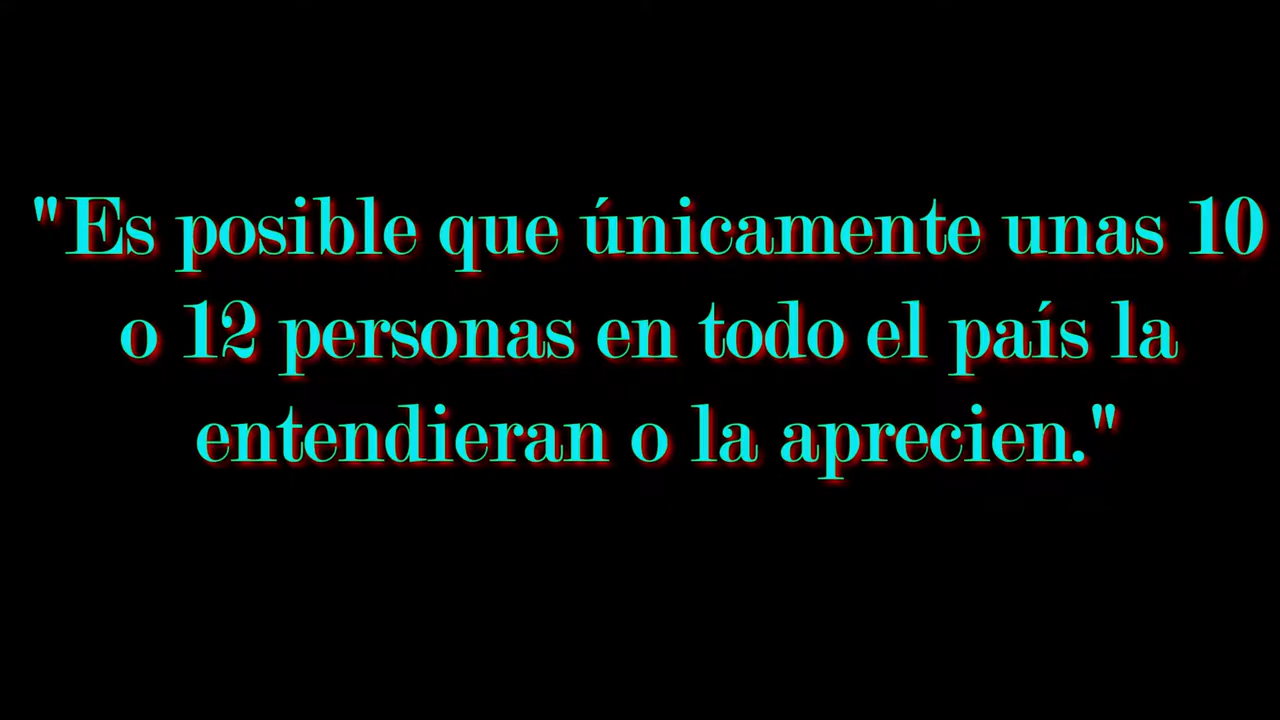 "Es posible que únicamente unas 10
o 12 personas en todo el país la
entendieran o la aprecien."